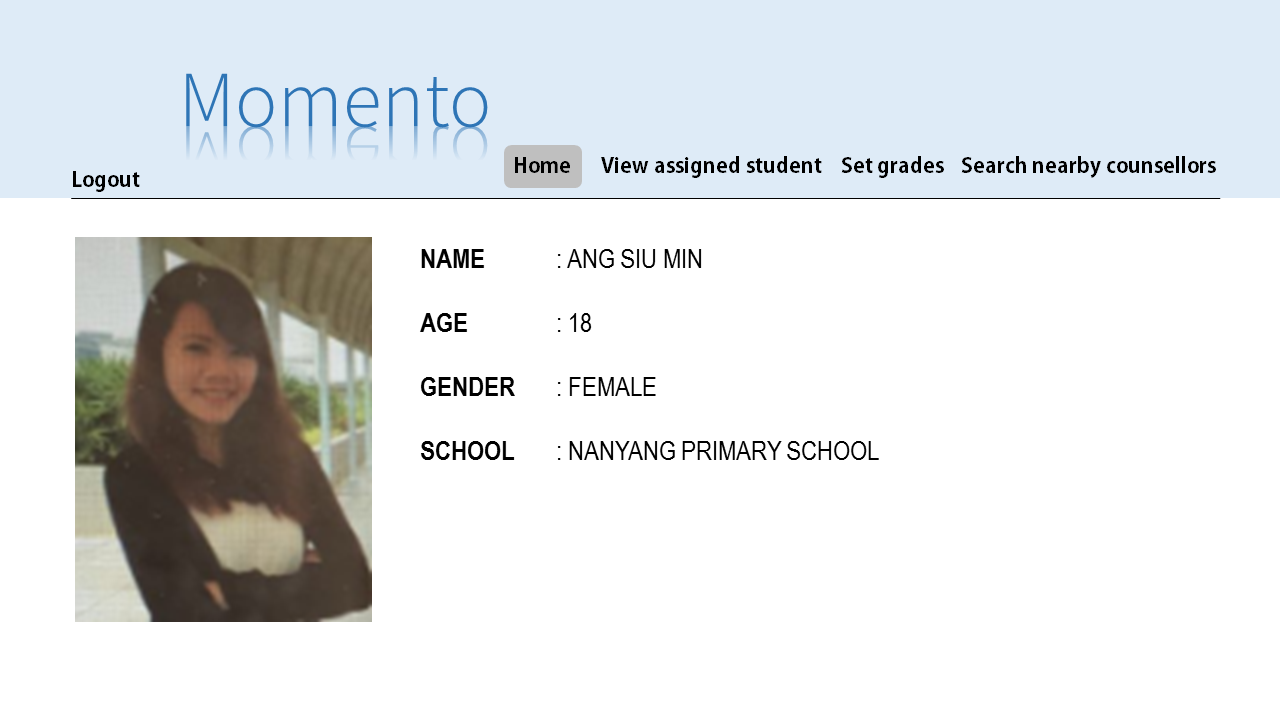 Momento
Logout
Home View assigned student Set grades Search nearby counsellors
NAME : ANG SIU MIN
AGE : 18
GENDER : FEMALE
SCHOOL : NANYANG PRIMARY SCHOOL